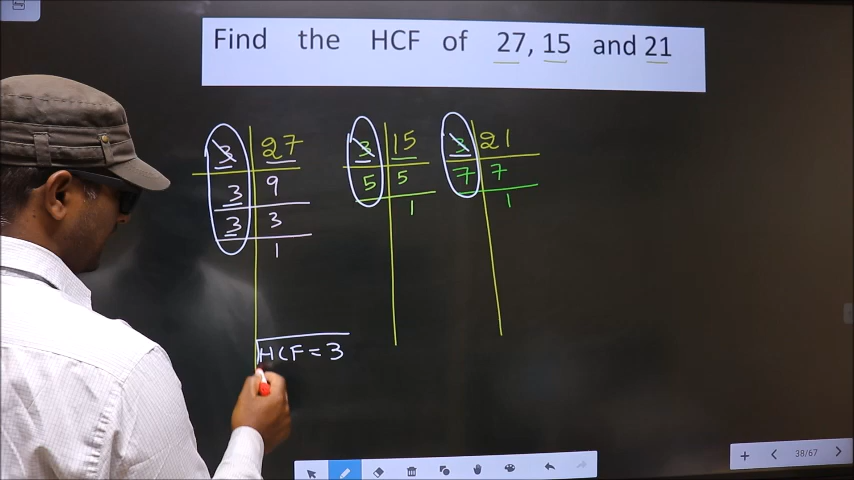 Find the HCF of 27, 15 and 21
3 27 3 15 3 21
3 9 5 5 7 7
3 3 1 1
1
HCF = 3
38/67